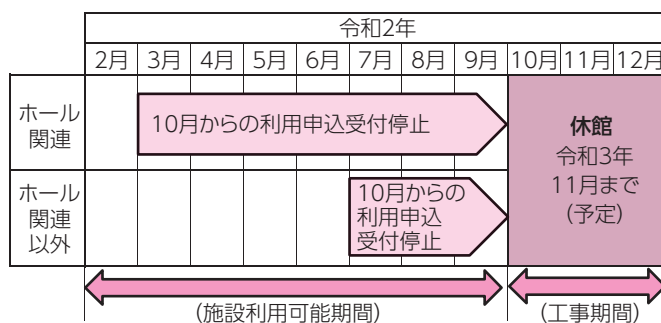 令和2年
2月 3月 4月 5月 6月 7月 8月 9月 10月 11月 12月
ホール
関連
10月からの利用申込受付停止
休館
令和3年
11月まで
(予定)
ホール
関連
以外
10月からの
利用申込
受付停止
(施設利用可能期間)
(工事期間)